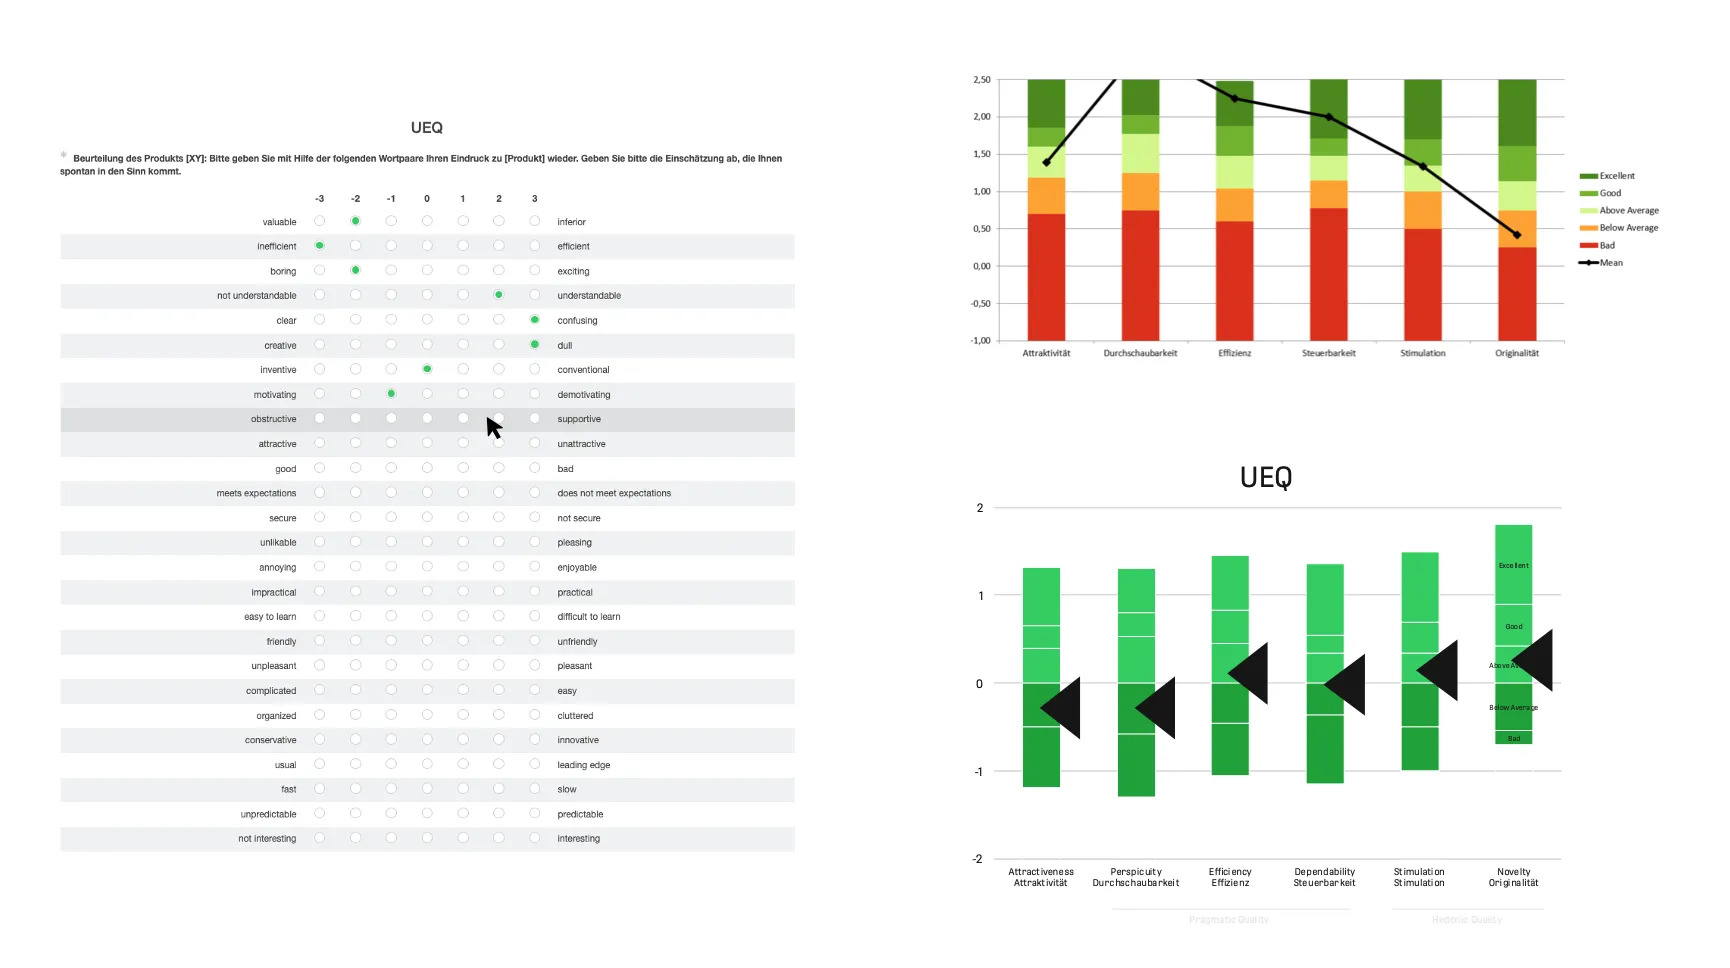 UEQ
* Beurteilung des Produkts [XY]: Bitte geben Sie mit Hilfe der folgenden Wortpaare Ihren Eindruck zu [Produkt] wieder. Geben Sie bitte die Einschätzung ab, die Ihnen
spontan in den Sinn kommt.
-3 -2 -1 0 1 2 3
valuable inferior
inefficient efficient
boring exciting
not understandable understandable
clear confusing
creative dull
inventive conventional
motivating demotivating
obstructive supportive
attractive unattractive
good bad
meets expectations does not meet expectations
secure not secure
unlikable pleasing
annoying enjoyable
impractical practical
easy to learn difficult to learn
friendly unfriendly
unpleasant pleasant
complicated easy
organized cluttered
conservative innovative
usual leading edge
fast slow
unpredictable predictable
not interesting interesting
2,50
2,00
1,50
1,00
0,50
0,00
-0,50
-1,00
Attraktivität Durchschaubarkeit Effizienz Steuerbarkeit Stimulation Originalität
Excellent
Good
Above Average
Below Average
Bad
Mean
UEQ
2
1
0
-1
-2
Excellent
Good
Above
Below Average
Bad
Attractiveness Perspicuity Efficiency Dependability Stimulation Novelty
Attraktivität Durchschaubarkeit Effizienz Steuerbarkeit Stimulation Originalität
Pragmatic Quality Hedonic Quality